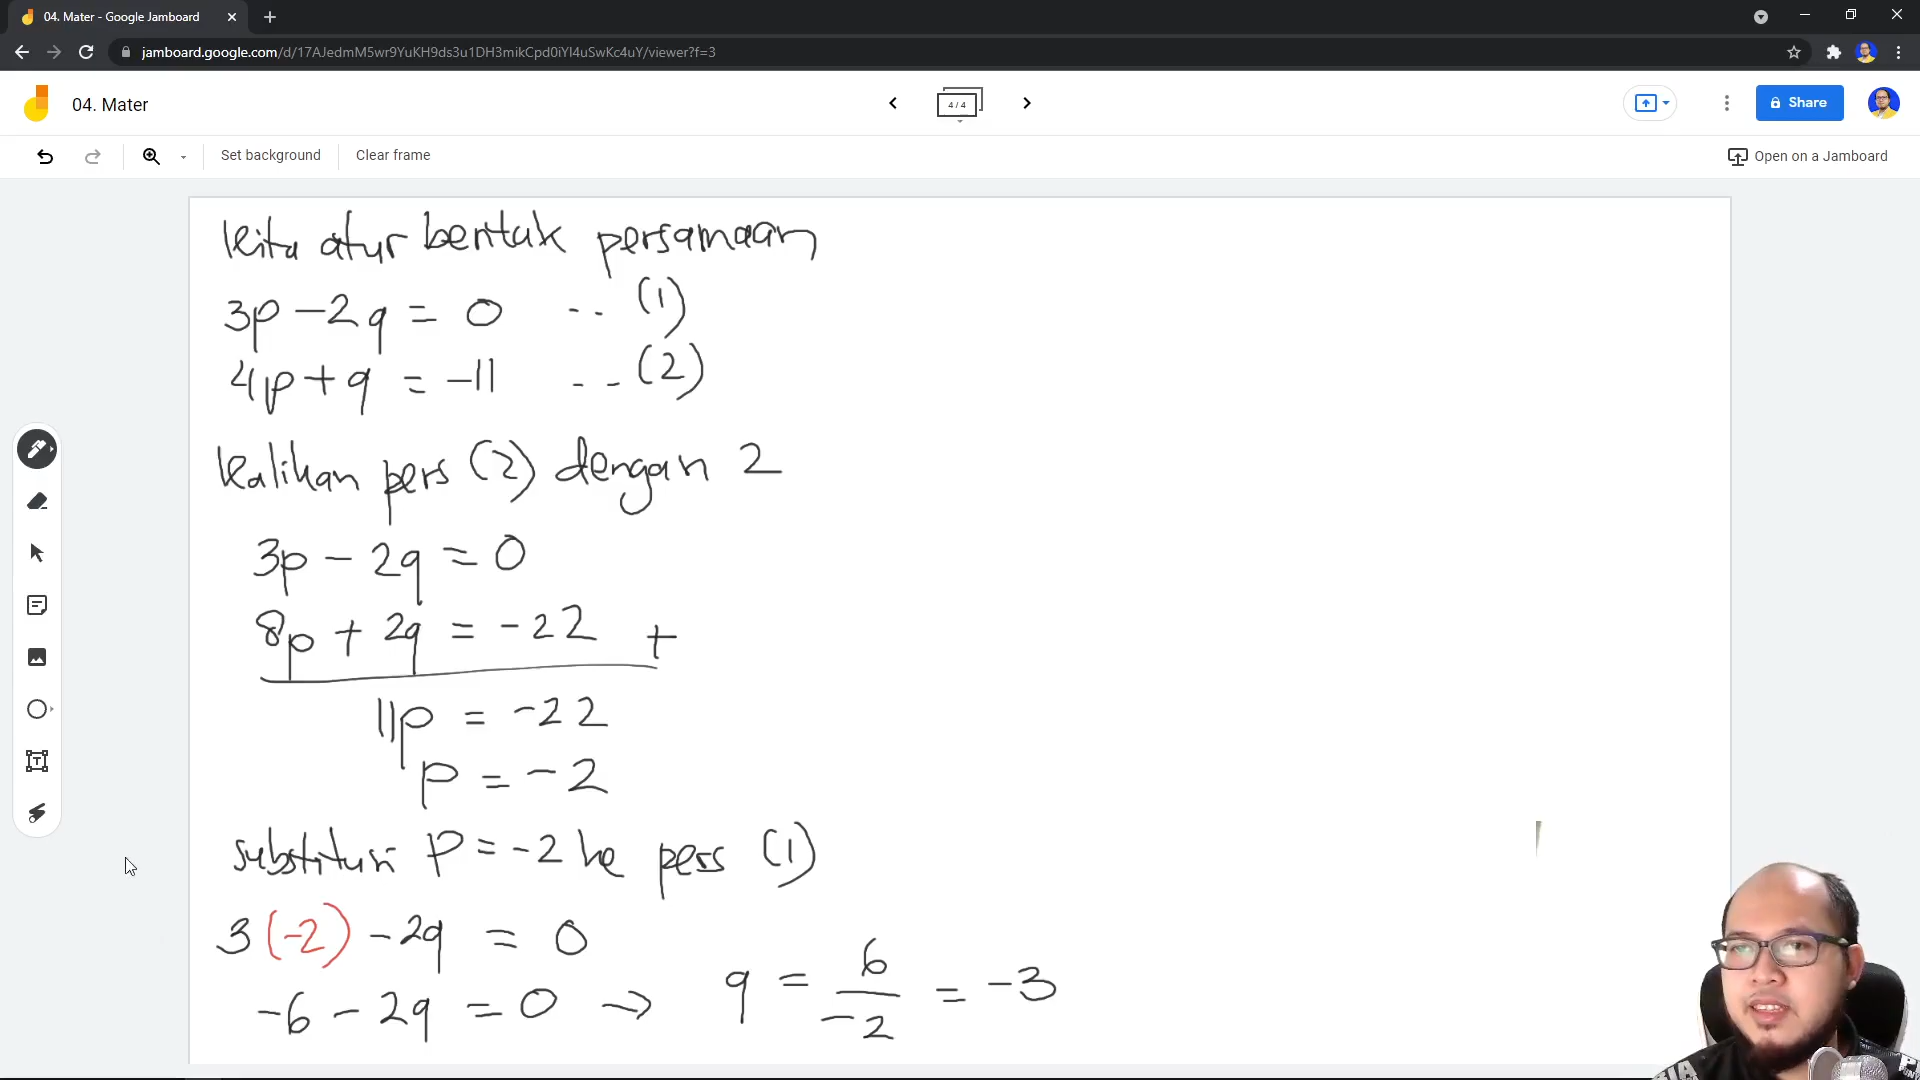 04. Mater - Google Jamboard
jamboard.google.com/d/17AJedmM5wr9YuKH9ds3u1DH3mikCpd0iYI4uSwKc4uY/viewer?f=3
04. Mater
4 / 4
Share
Set background
Clear frame
Open on a Jamboard
kita atur bentuk persamaan
3p - 2q = 0 .. (1)
4p + q = -11 .. (2)
kalikan pers (2) dengan 2
3p - 2q = 0
8p + 2q = -22 +
11p = -22
p = -2
substitusi p = -2 ke pers (1)
3 (-2) - 2q = 0
-6 - 2q = 0 → q = 6/-2 = -3